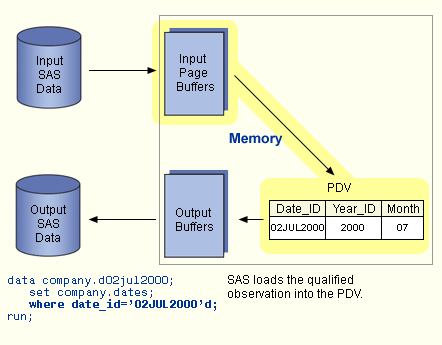 Input
SAS
Data
Input
Page
Buffers
Memory
PDV
Date_ID Year_ID Month
02JUL2000 2000 07
Output
SAS
Data
Output
Buffers
data company.d02jul2000;
set company.dates;
where date_id='02JUL2000'd;
run;
SAS loads the qualified
observation into the PDV.